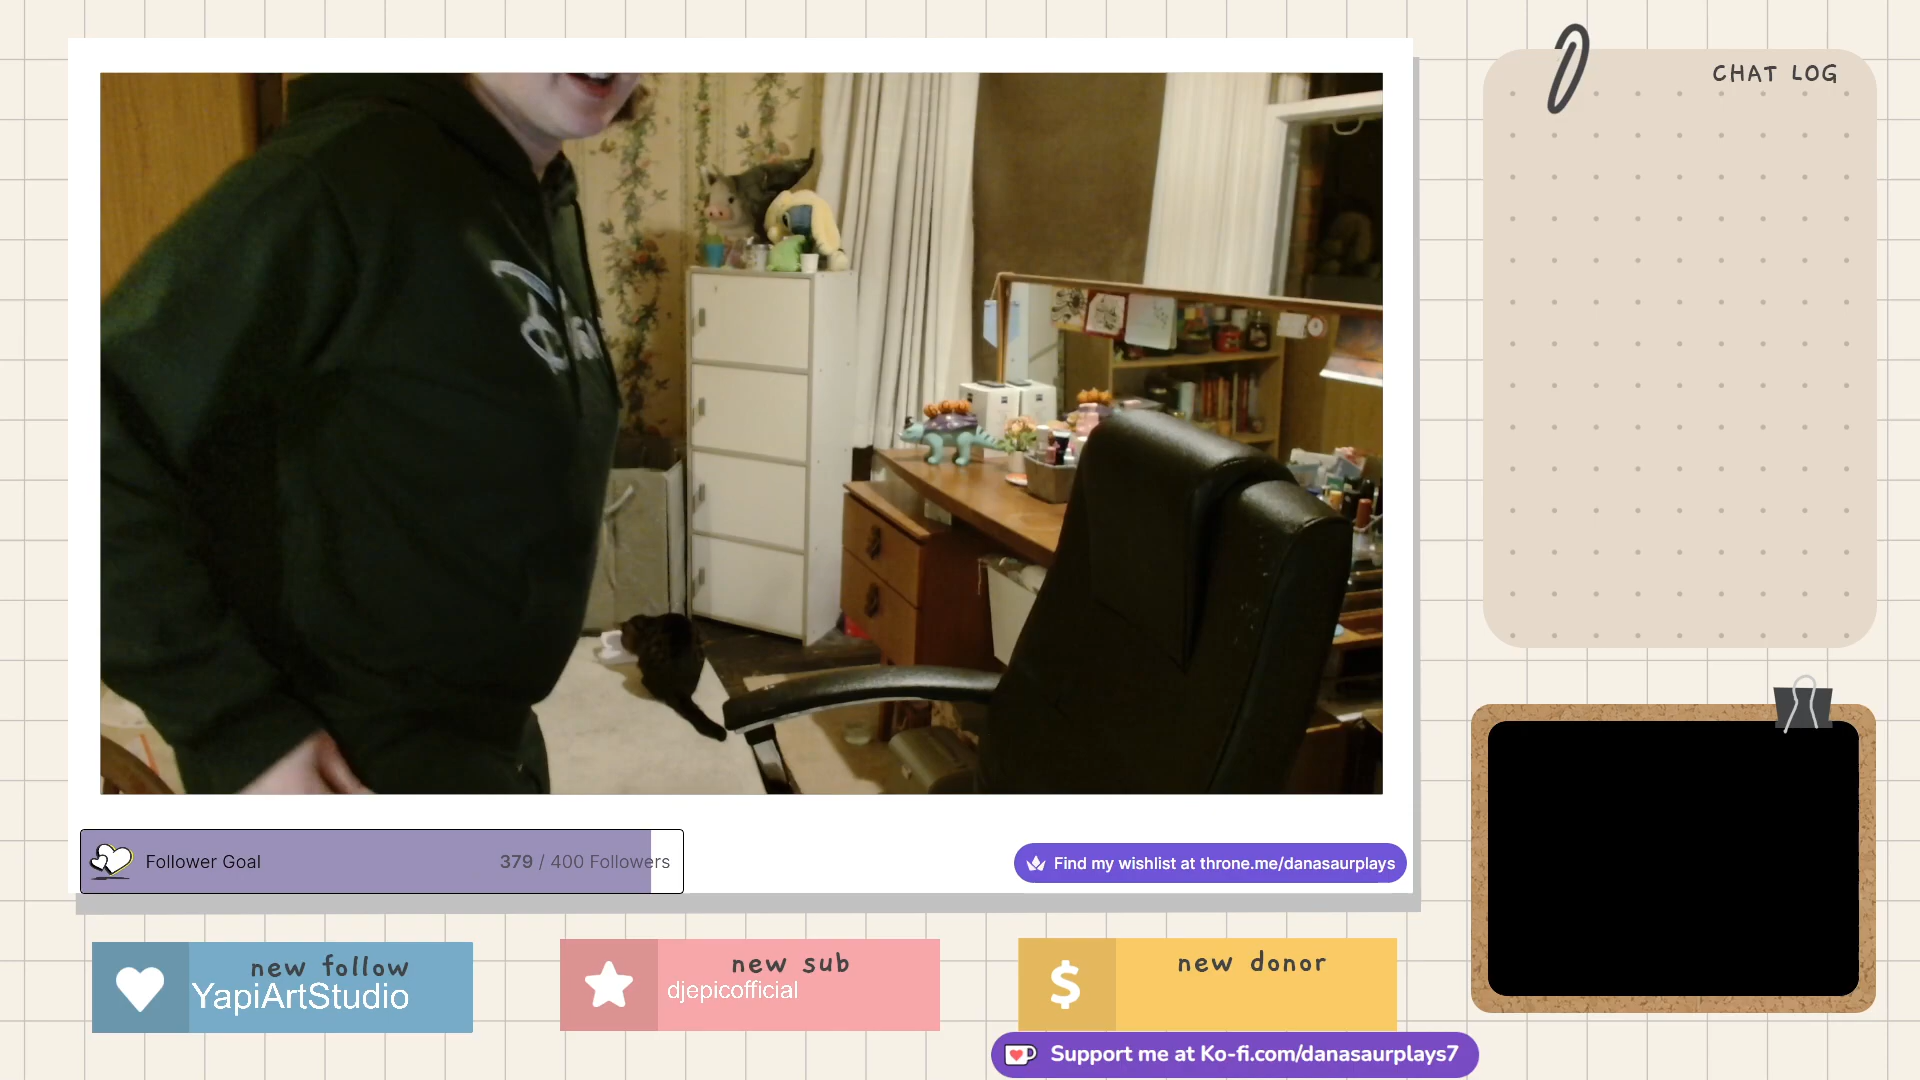 CHAT LOG
Follower Goal
379 / 400 Followers
Find my wishlist at throne.me/danasaurplays
new follow
YapiArtStudio
new sub
djepicofficial
new donor
Support me at Ko-fi.com/danasaurplays7